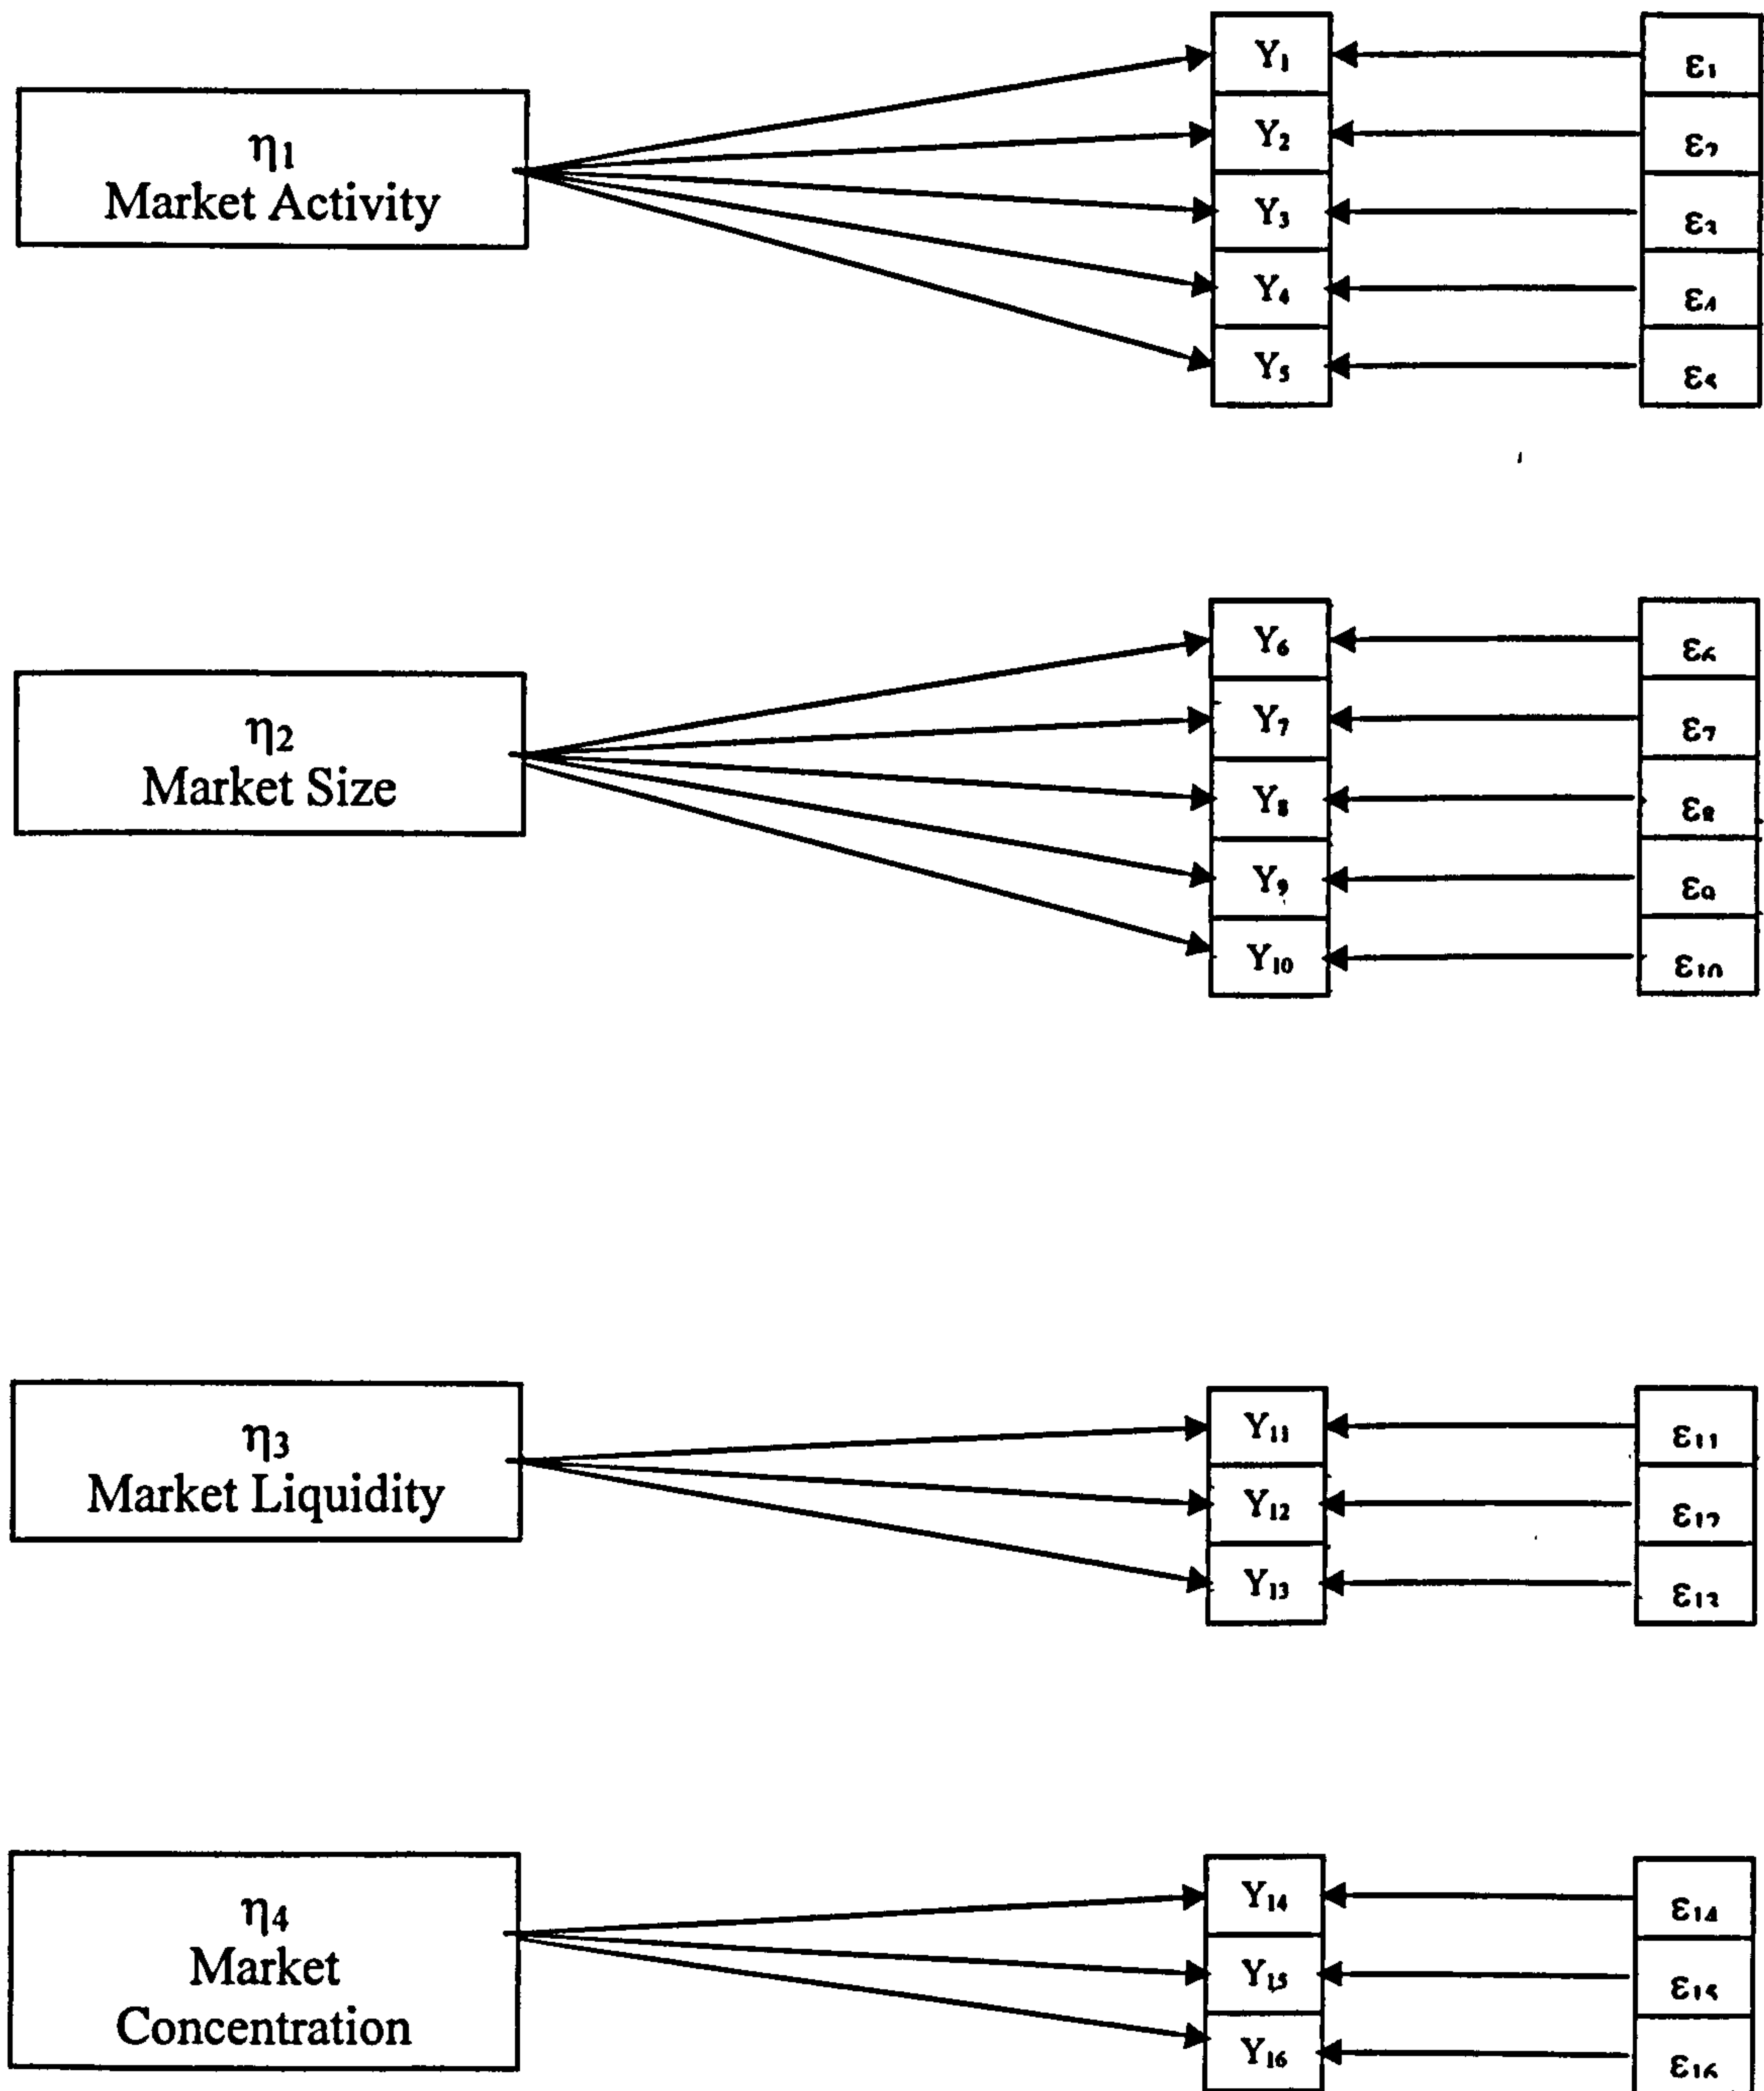 η1
Market Activity
Y1
ε1
Y2
ε2
Y3
ε3
Y4
ε4
Y5
ε5
η2
Market Size
Y6
ε6
Y7
ε7
Y8
ε8
Y9
ε9
Y10
ε10
η3
Market Liquidity
Y11
ε11
Y12
ε12
Y13
ε13
η4
Market
Concentration
Y14
ε14
Y15
ε15
Y16
ε16